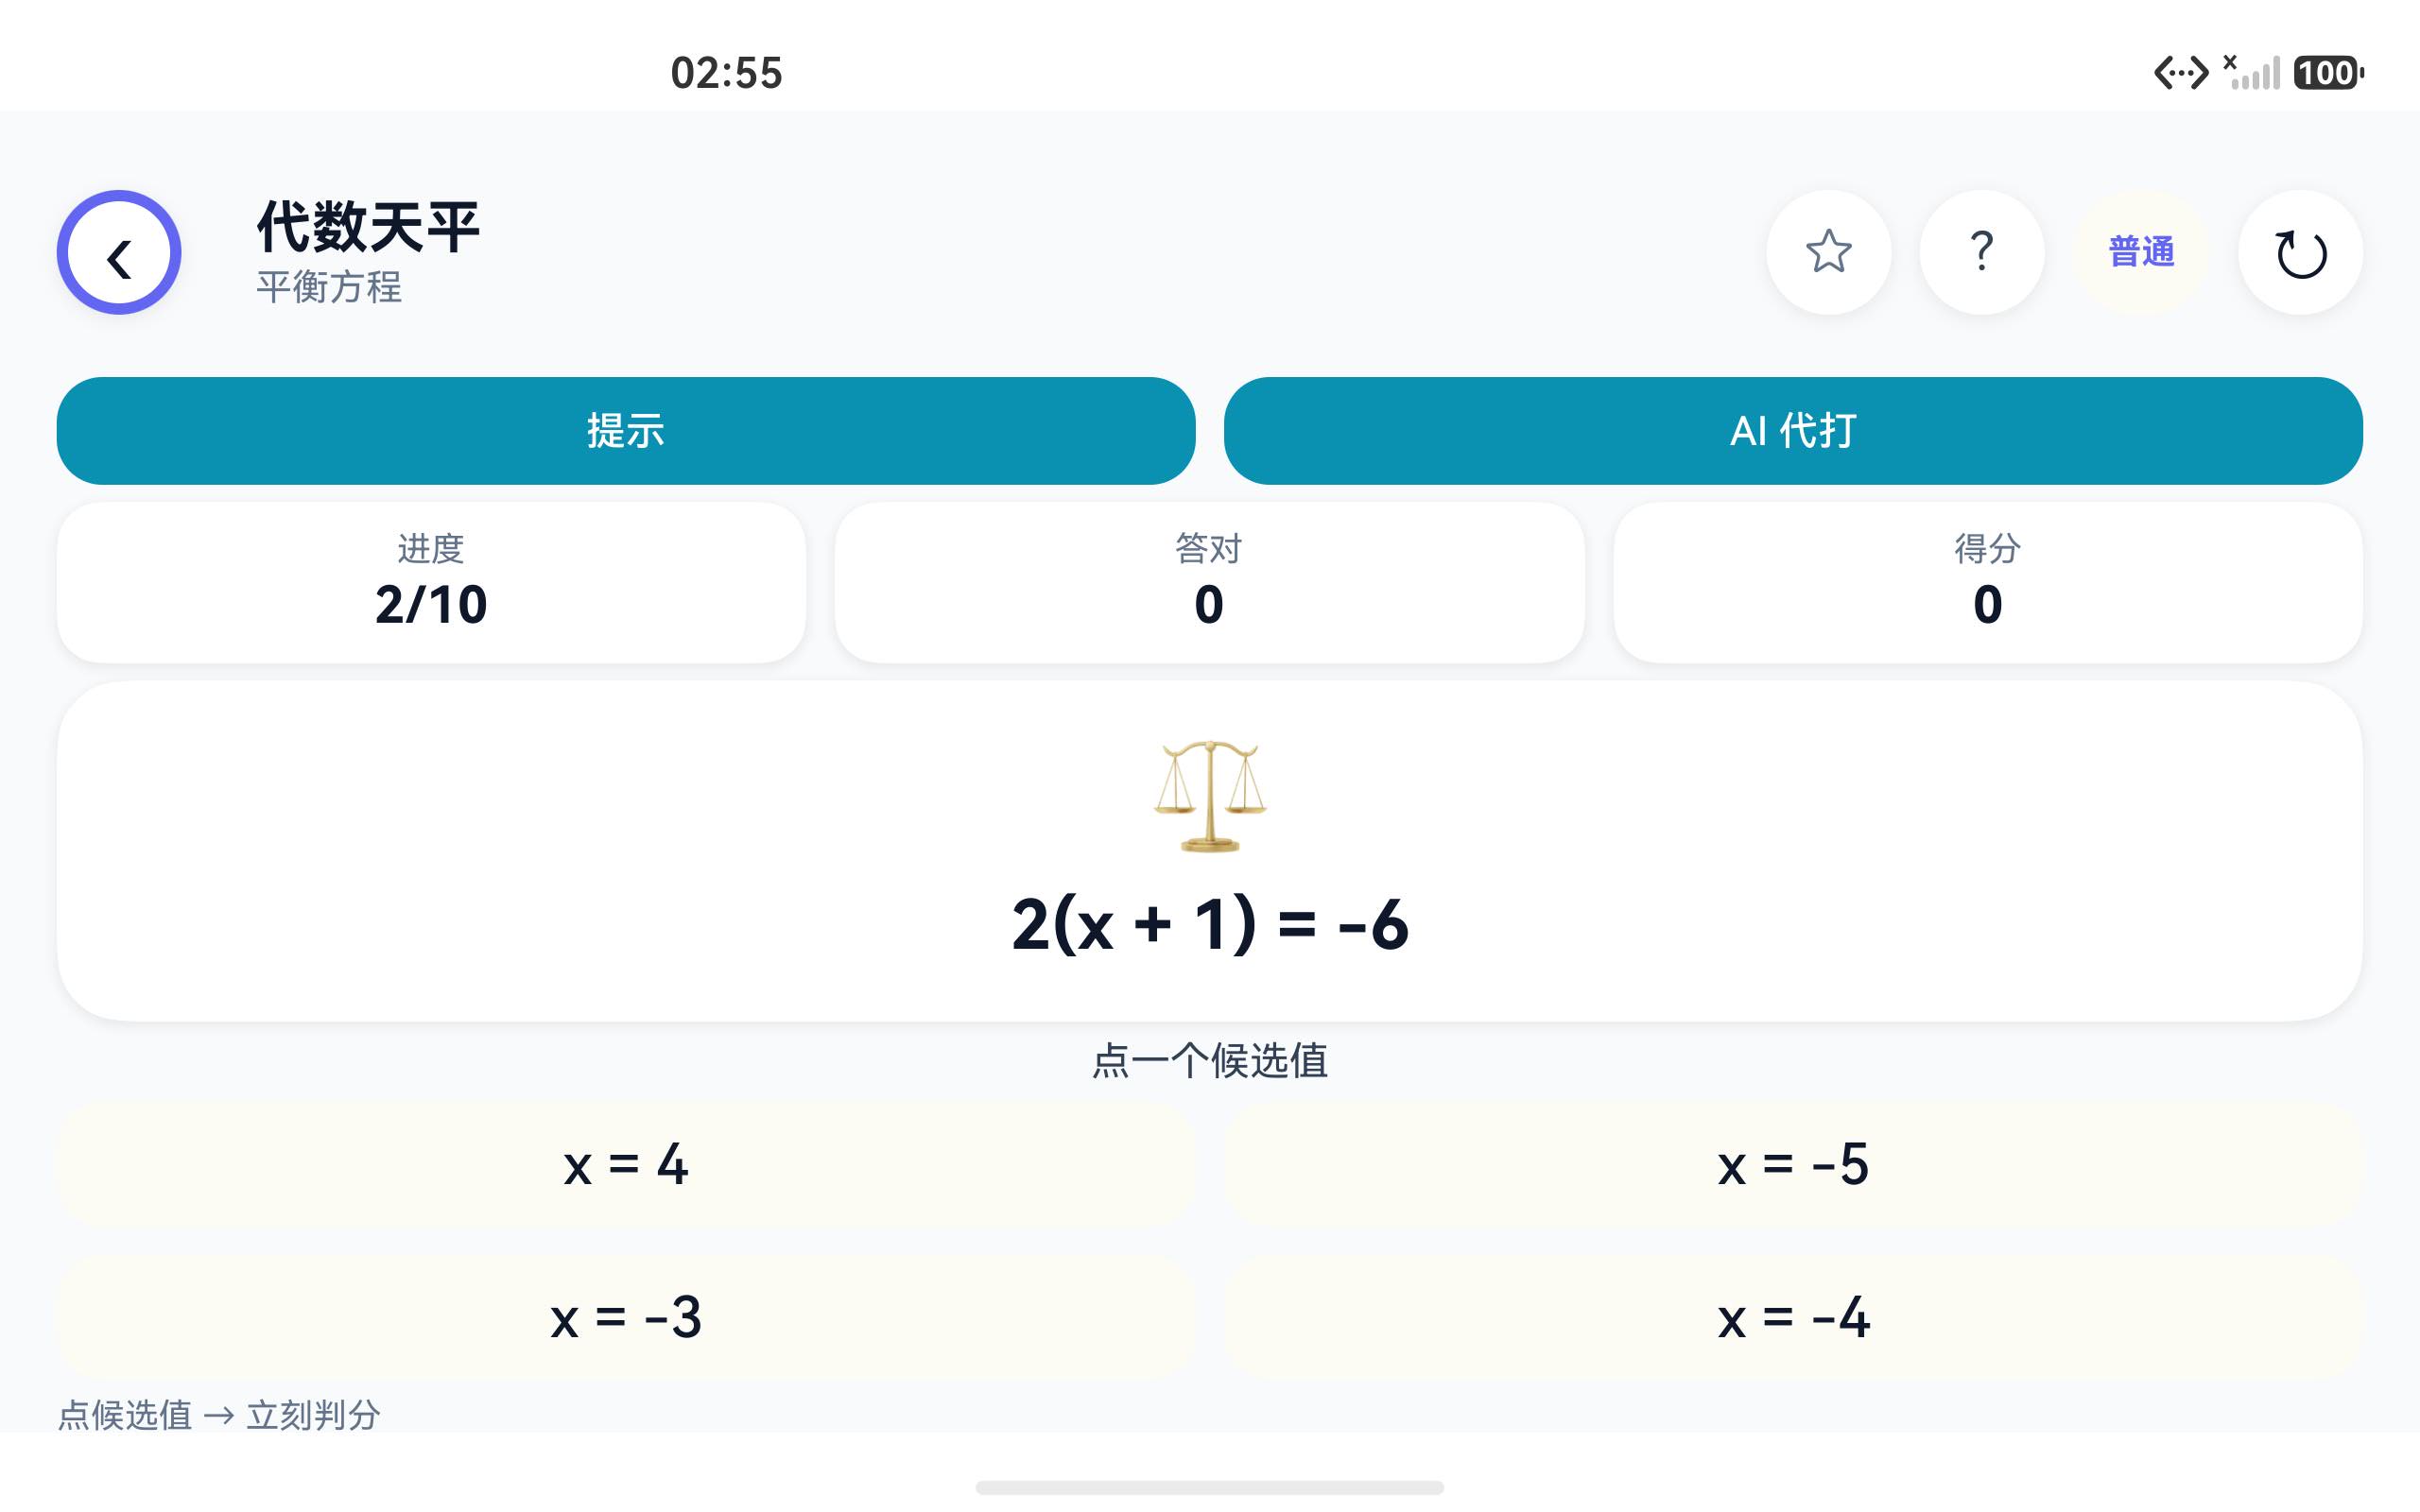 02:55
100
代数天平
平衡方程
?
普通
提示
AI 代打
进度
2/10
答对
0
得分
0
2(x + 1) = -6
点一个候选值
x = 4
x = -5
x = -3
x = -4
点候选值 → 立刻判分